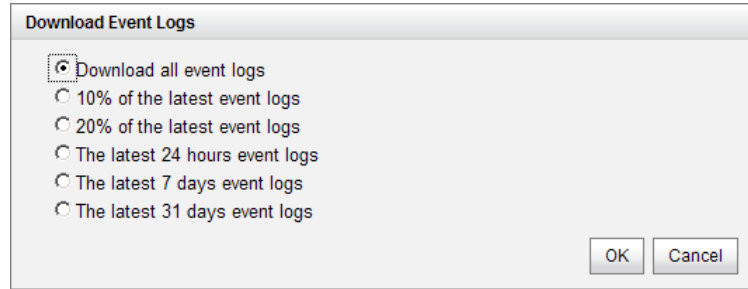 Download Event Logs
Download all event logs
10% of the latest event logs
20% of the latest event logs
The latest 24 hours event logs
The latest 7 days event logs
The latest 31 days event logs
OK Cancel